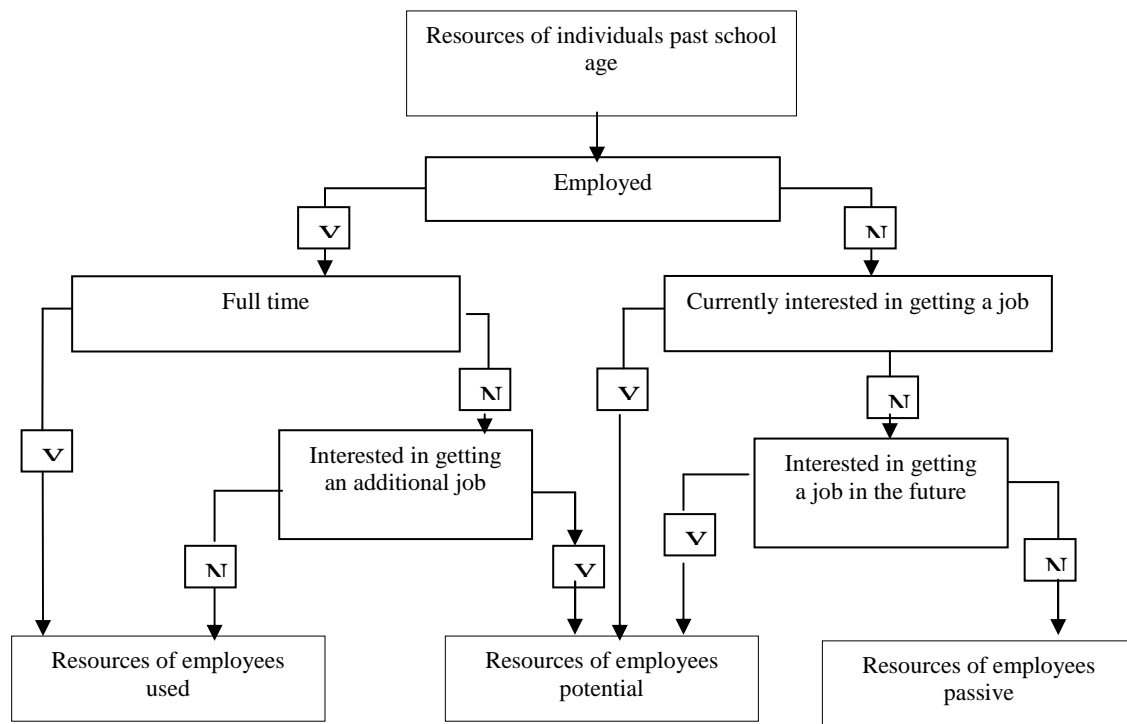 Resources of individuals past school
age
Employed
V
N
Full time
Currently interested in getting a job
V
N
V
N
Interested in getting
an additional job
Interested in getting
a job in the future
N
V
V
N
Resources of employees
used
Resources of employees
potential
Resources of employees
passive